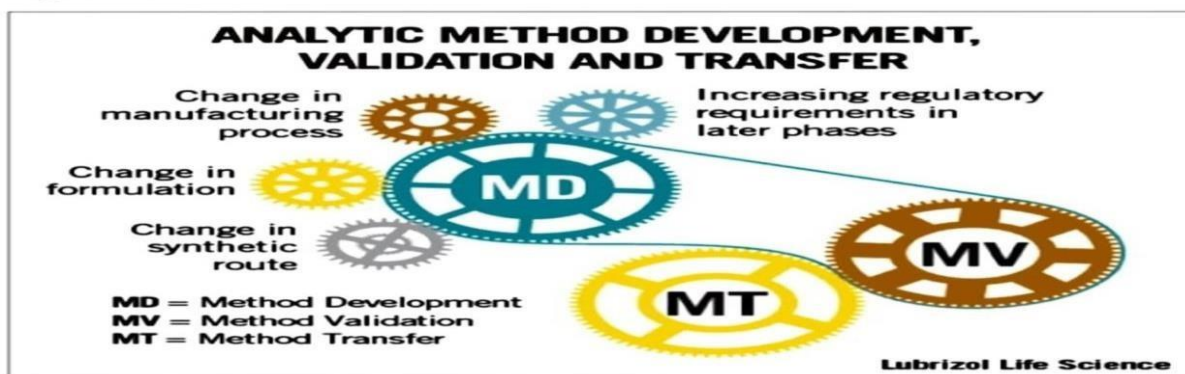 ANALYTIC METHOD DEVELOPMENT,
VALIDATION AND TRANSFER
Change in
manufacturing
process
Increasing regulatory
requirements in
later phases
Change in
formulation
Change in
synthetic
route
MD
MV
MT
MD = Method Development
MV = Method Validation
MT = Method Transfer
Lubrizol Life Science